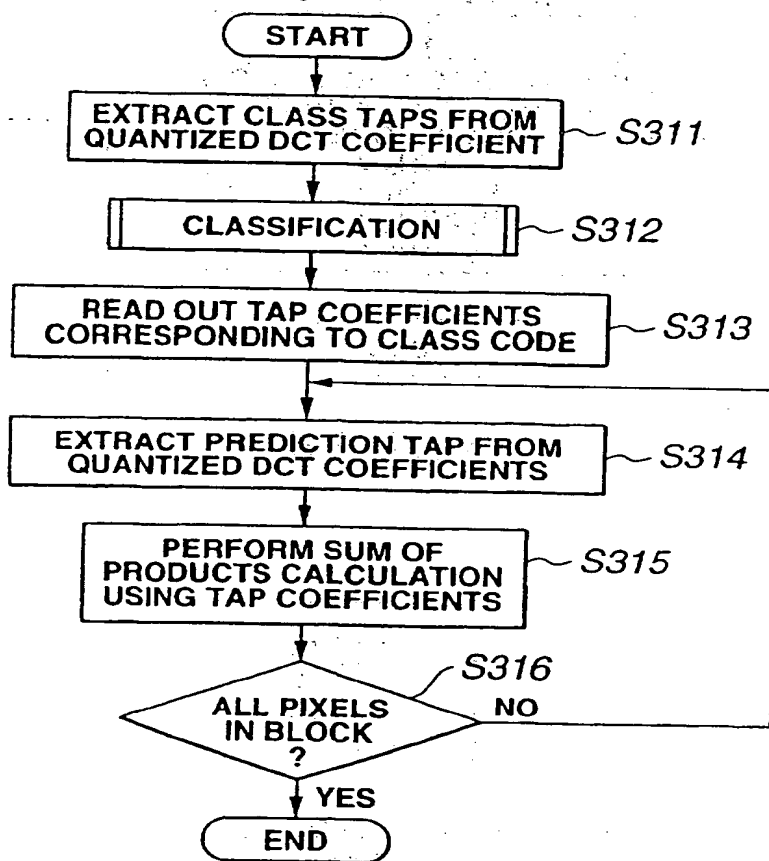 START
EXTRACT CLASS TAPS FROM
QUANTIZED DCT COEFFICIENT
S311
CLASSIFICATION
S312
READ OUT TAP COEFFICIENTS
CORRESPONDING TO CLASS CODE
S313
EXTRACT PREDICTION TAP FROM
QUANTIZED DCT COEFFICIENTS
S314
PERFORM SUM OF
PRODUCTS CALCULATION
USING TAP COEFFICIENTS
S315
S316
ALL PIXELS
IN BLOCK
?
NO
YES
END